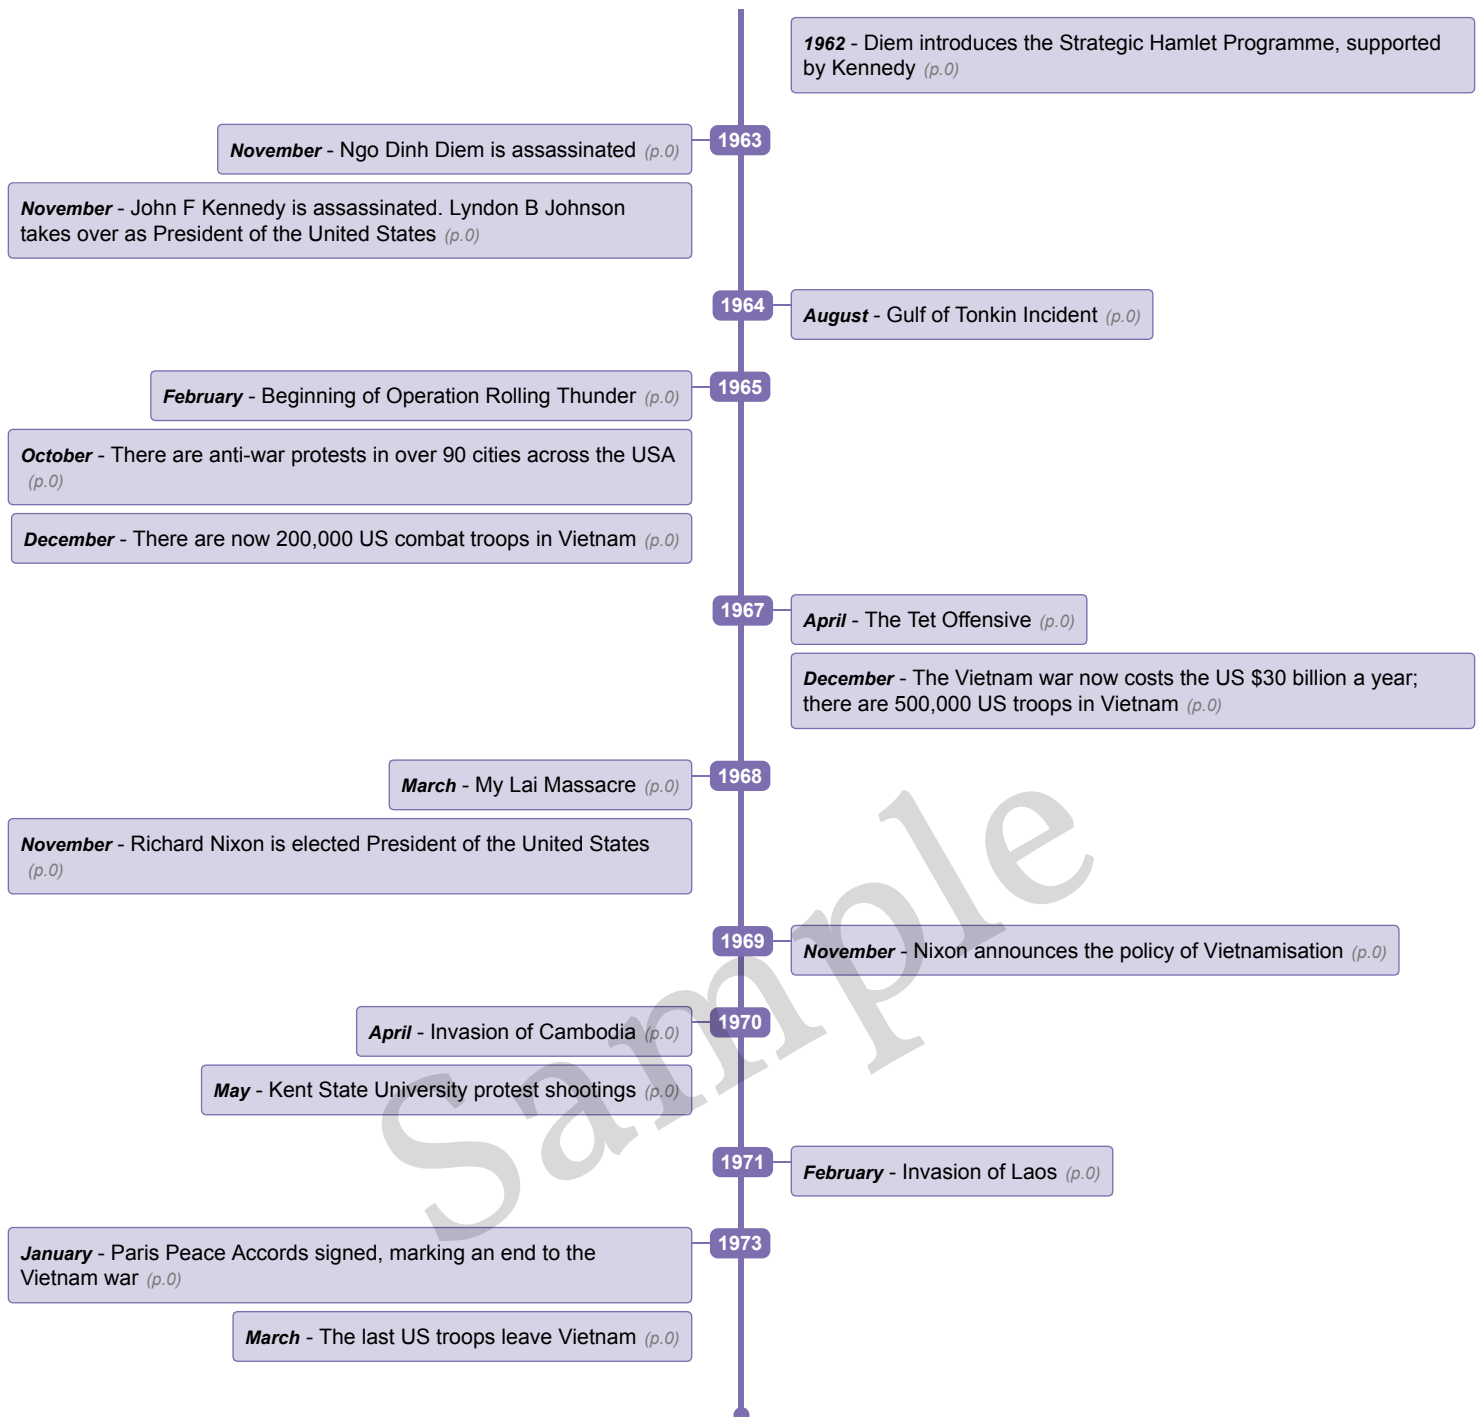 1962 - Diem introduces the Strategic Hamlet Programme, supported
by Kennedy (p.0)
1963
November - Ngo Dinh Diem is assassinated (p.0)
November - John F Kennedy is assassinated. Lyndon B Johnson
takes over as President of the United States (p.0)
1964
August - Gulf of Tonkin Incident (p.0)
1965
February - Beginning of Operation Rolling Thunder (p.0)
October - There are anti-war protests in over 90 cities across the USA
(p.0)
December - There are now 200,000 US combat troops in Vietnam (p.0)
1967
April - The Tet Offensive (p.0)
December - The Vietnam war now costs the US $30 billion a year;
there are 500,000 US troops in Vietnam (p.0)
1968
March - My Lai Massacre (p.0)
November - Richard Nixon is elected President of the United States
(p.0)
1969
November - Nixon announces the policy of Vietnamisation (p.0)
1970
April - Invasion of Cambodia (p.0)
May - Kent State University protest shootings (p.0)
1971
February - Invasion of Laos (p.0)
1973
January - Paris Peace Accords signed, marking an end to the
Vietnam war (p.0)
March - The last US troops leave Vietnam (p.0)
Sample